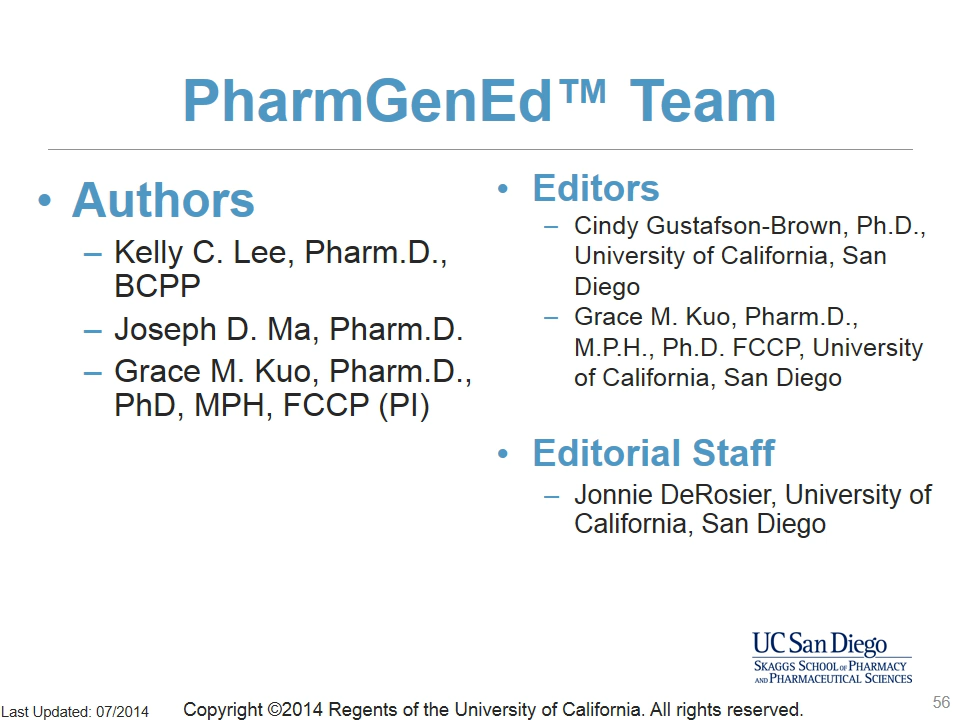 PharmGenEd™ Team
• Authors
– Kelly C. Lee, Pharm.D.,
BCPP
– Joseph D. Ma, Pharm.D.
– Grace M. Kuo, Pharm.D.,
PhD, MPH, FCCP (PI)
• Editors
– Cindy Gustafson-Brown, Ph.D.,
University of California, San
Diego
– Grace M. Kuo, Pharm.D.,
M.P.H., Ph.D. FCCP, University
of California, San Diego
• Editorial Staff
– Jonnie DeRosier, University of
California, San Diego
UC San Diego
SKAGGS SCHOOL OF PHARMACY
AND PHARMACEUTICAL SCIENCES
Last Updated: 07/2014
Copyright ©2014 Regents of the University of California. All rights reserved.
56